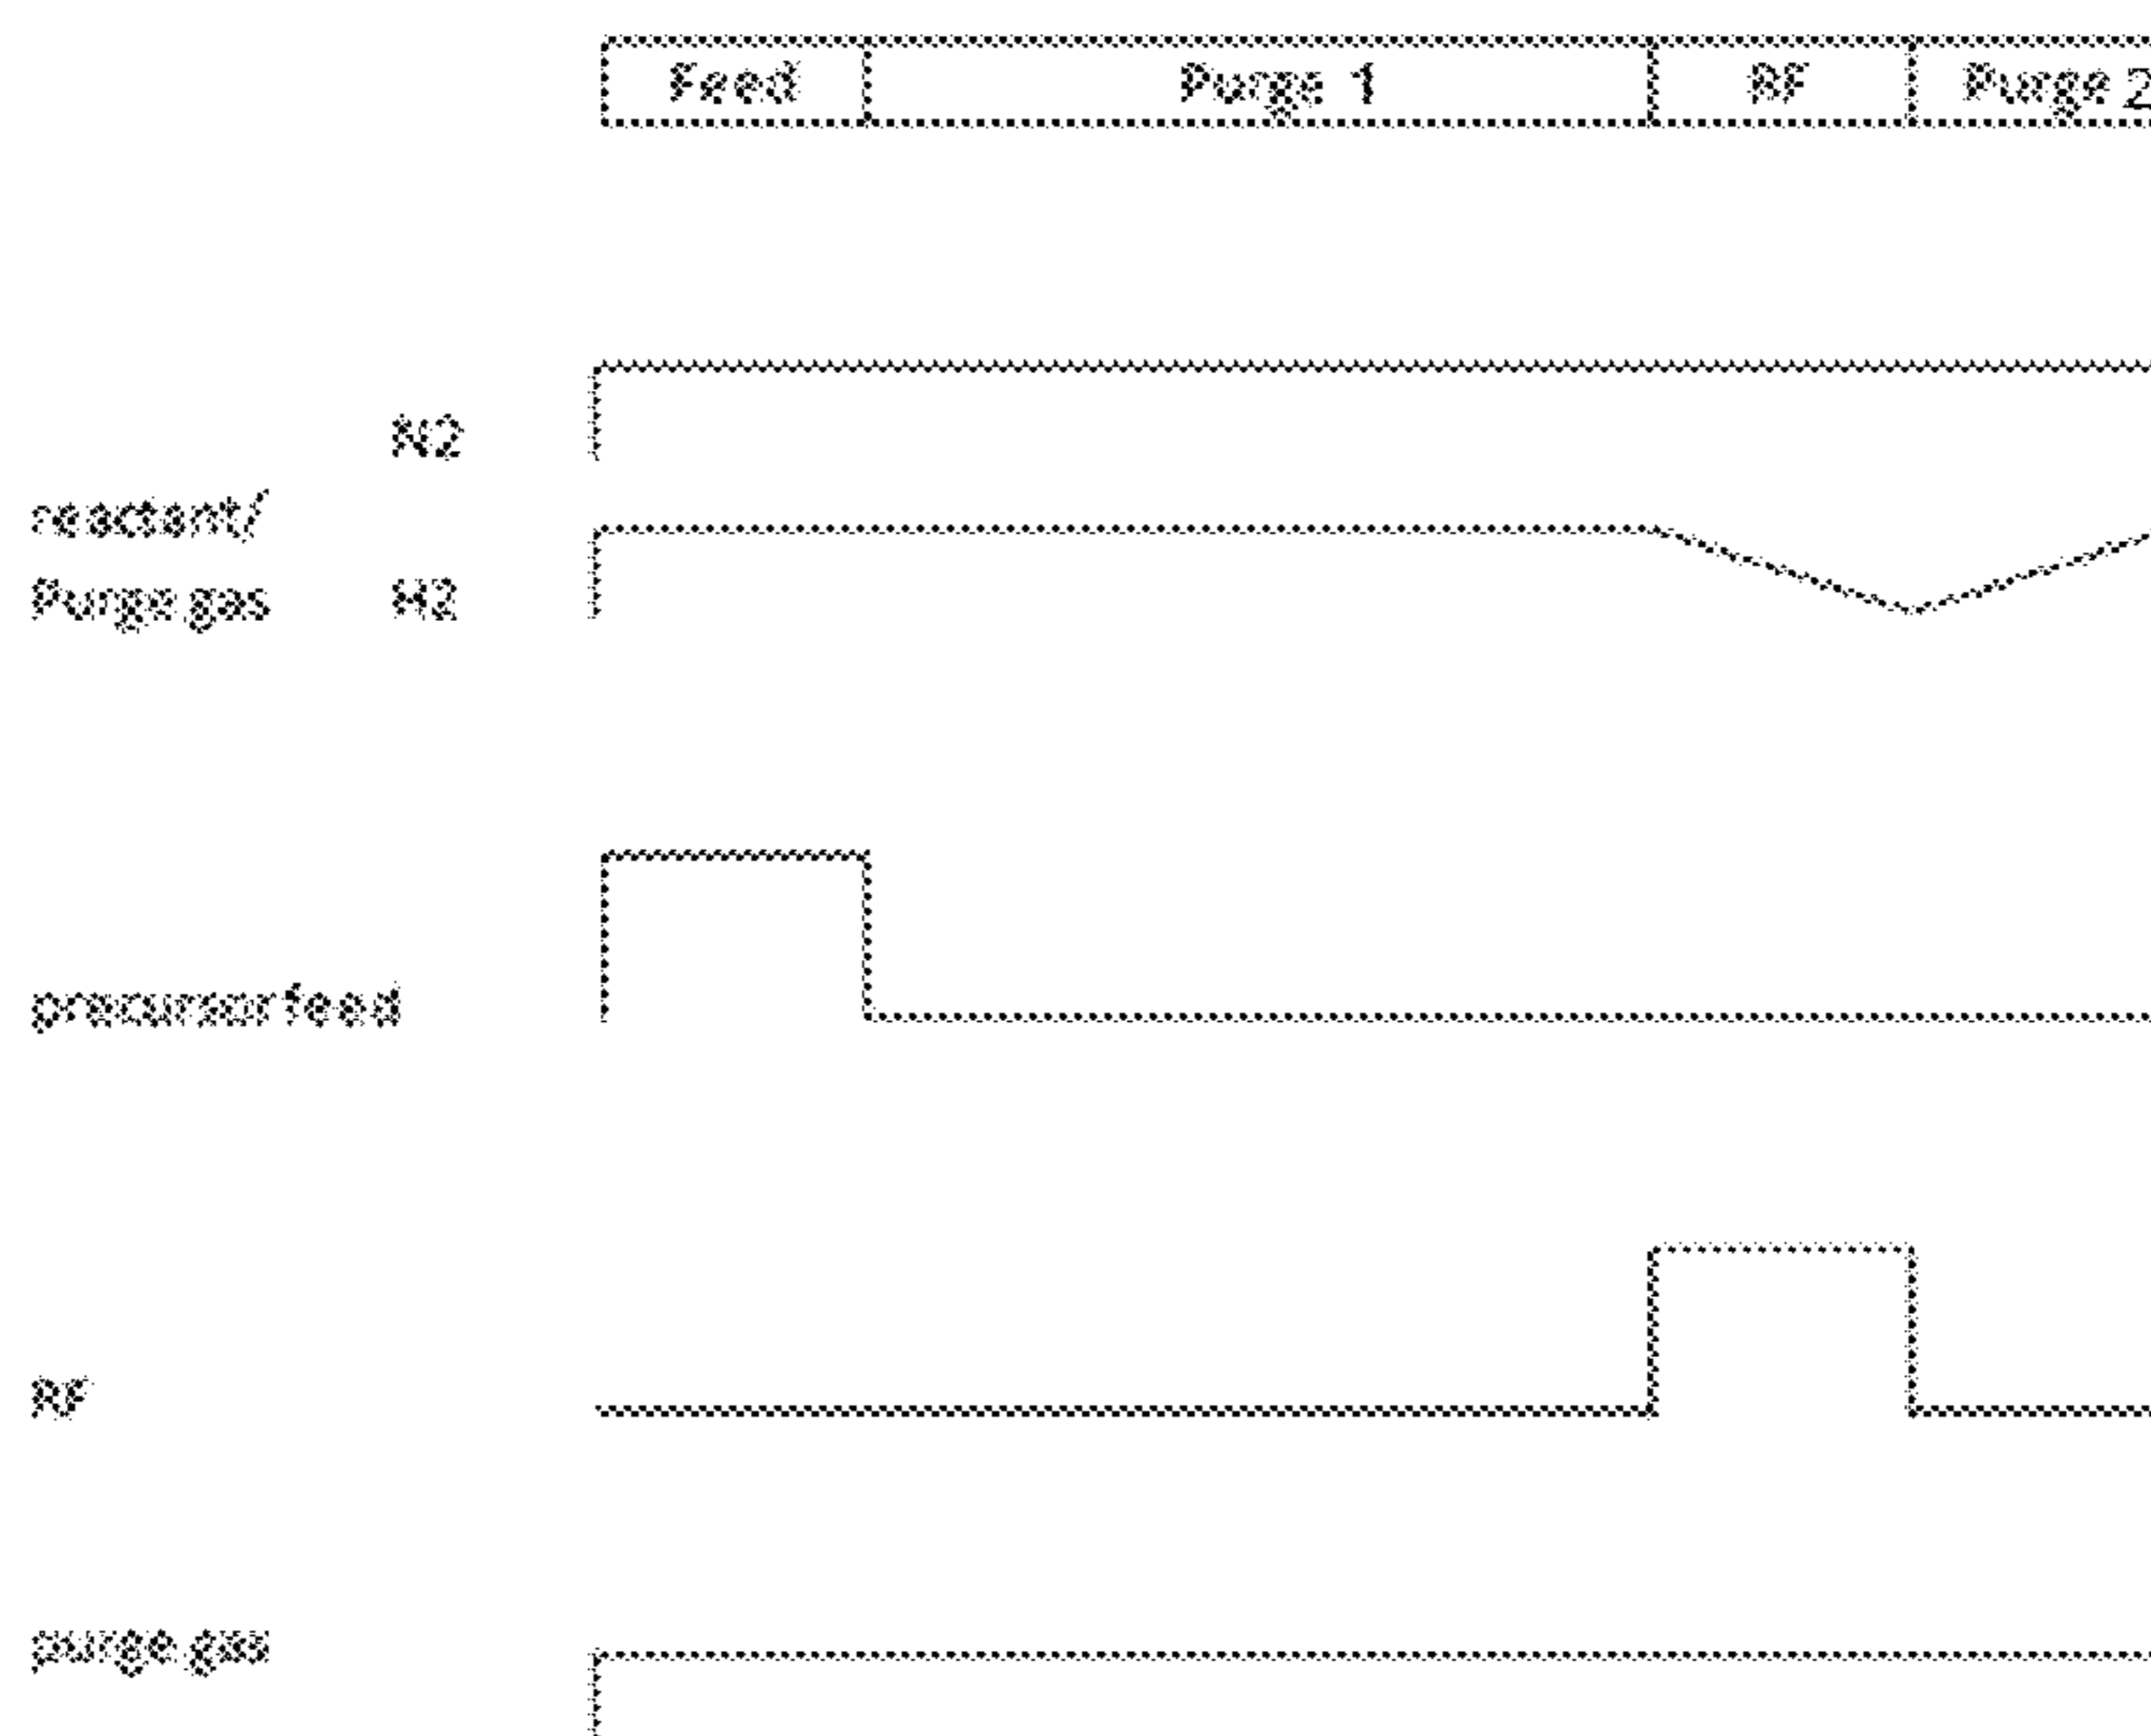 Feed Purge 1 RF Purge 2
N2
reactant/
Purge gas H2
precursor feed
RF
purge gas